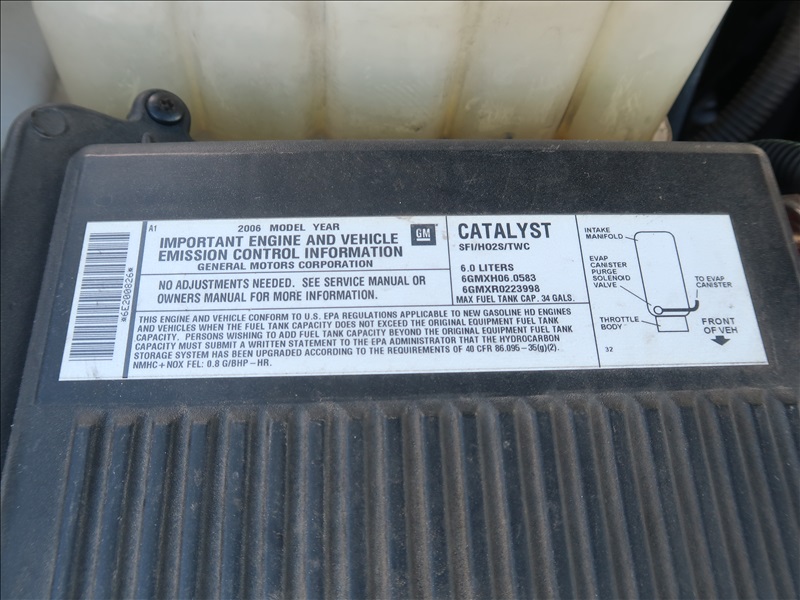 *6E200826*
A1
2006 MODEL YEAR
IMPORTANT ENGINE AND VEHICLE
EMISSION CONTROL INFORMATION
GENERAL MOTORS CORPORATION
GM
NO ADJUSTMENTS NEEDED. SEE SERVICE MANUAL OR
OWNERS MANUAL FOR MORE INFORMATION.
CATALYST
SFI/HO2S/TWC
6.0 LITERS
6GMXH06.0583
6GMXR0223998
MAX FUEL TANK CAP. 34 GALS.
THIS ENGINE AND VEHICLE CONFORM TO U.S. EPA REGULATIONS APPLICABLE TO NEW GASOLINE HD ENGINES
AND VEHICLES WHEN THE FUEL TANK CAPACITY DOES NOT EXCEED THE ORIGINAL EQUIPMENT FUEL TANK
CAPACITY. PERSONS WISHING TO ADD FUEL TANK CAPACITY BEYOND THE ORIGINAL EQUIPMENT FUEL TANK
CAPACITY MUST SUBMIT A WRITTEN STATEMENT TO THE EPA ADMINISTRATOR THAT THE HYDROCARBON
STORAGE SYSTEM HAS BEEN UPGRADED ACCORDING TO THE REQUIREMENTS OF 40 CFR 86.095-35(g)(2).
NMHC+NOX FEL: 0.8 G/BHP-HR.
INTAKE
MANIFOLD
EVAP
CANISTER
PURGE
SOLENOID
VALVE
TO EVAP
CANISTER
THROTTLE
BODY
FRONT
OF VEH
32